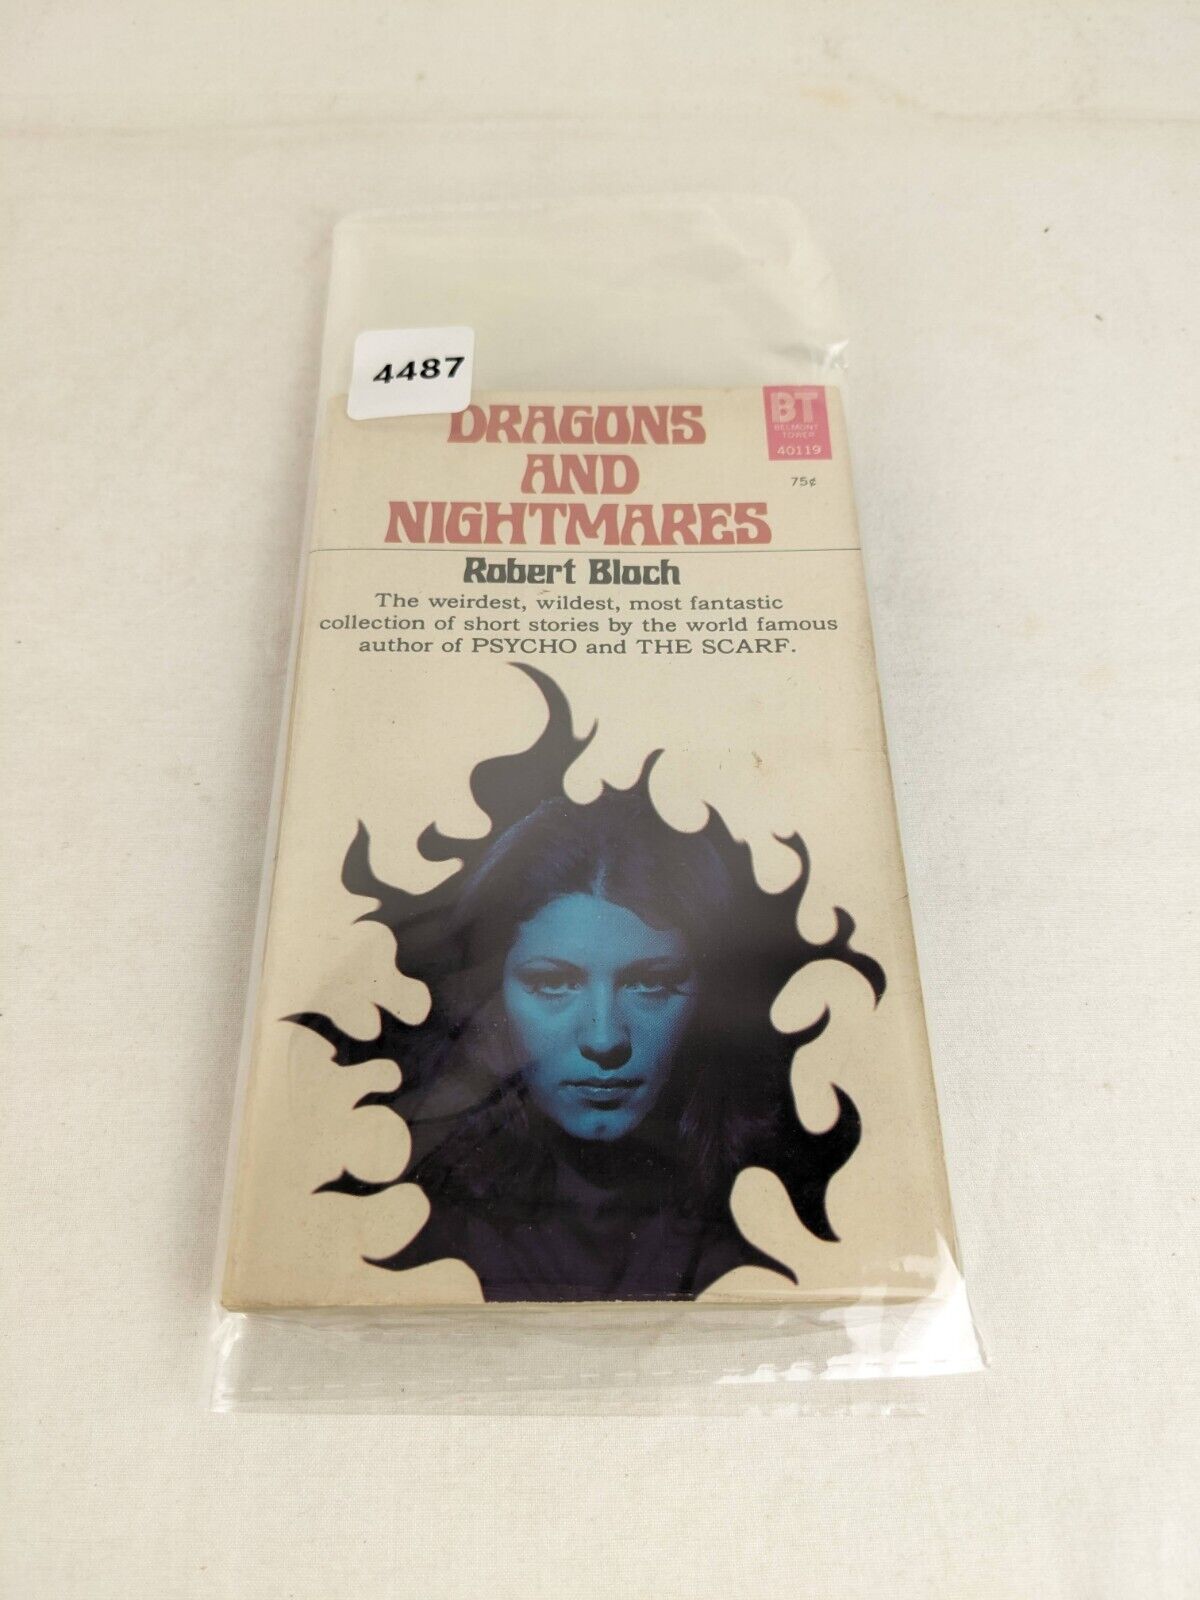 4487
DRAGONS
AND
NIGHTMARES
BT
BELMONT
TOWER
40119
75¢
Robert Bloch
The weirdest, wildest, most fantastic
collection of short stories by the world famous
author of PSYCHO and THE SCARF.